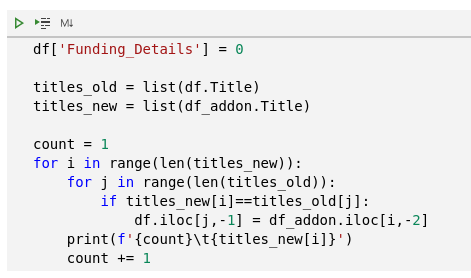 M↓
df['Funding_Details'] = 0

titles_old = list(df.Title)
titles_new = list(df_addon.Title)

count = 1
for i in range(len(titles_new)):
    for j in range(len(titles_old)):
        if titles_new[i]==titles_old[j]:
            df.iloc[j,-1] = df_addon.iloc[i,-2]
    print(f'{count}\t{titles_new[i]}')
    count += 1